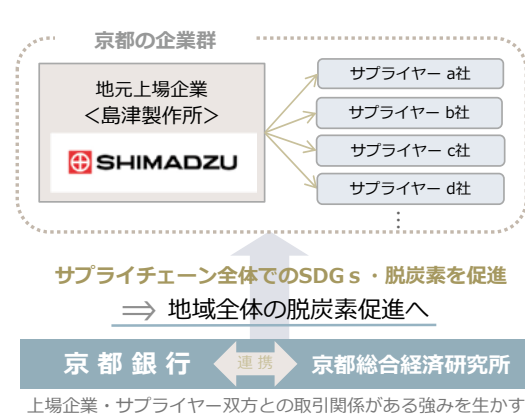 京都の企業群
地元上場企業
<島津製作所>
SHIMADZU
サプライヤー a社
サプライヤー b社
サプライヤー c社
サプライヤー d社
⋮
サプライチェーン全体でのSDGｓ・脱炭素を促進
⇒ 地域全体の脱炭素促進へ
京都銀行 連携 京都総合経済研究所
上場企業・サプライヤー双方との取引関係がある強みを生かす